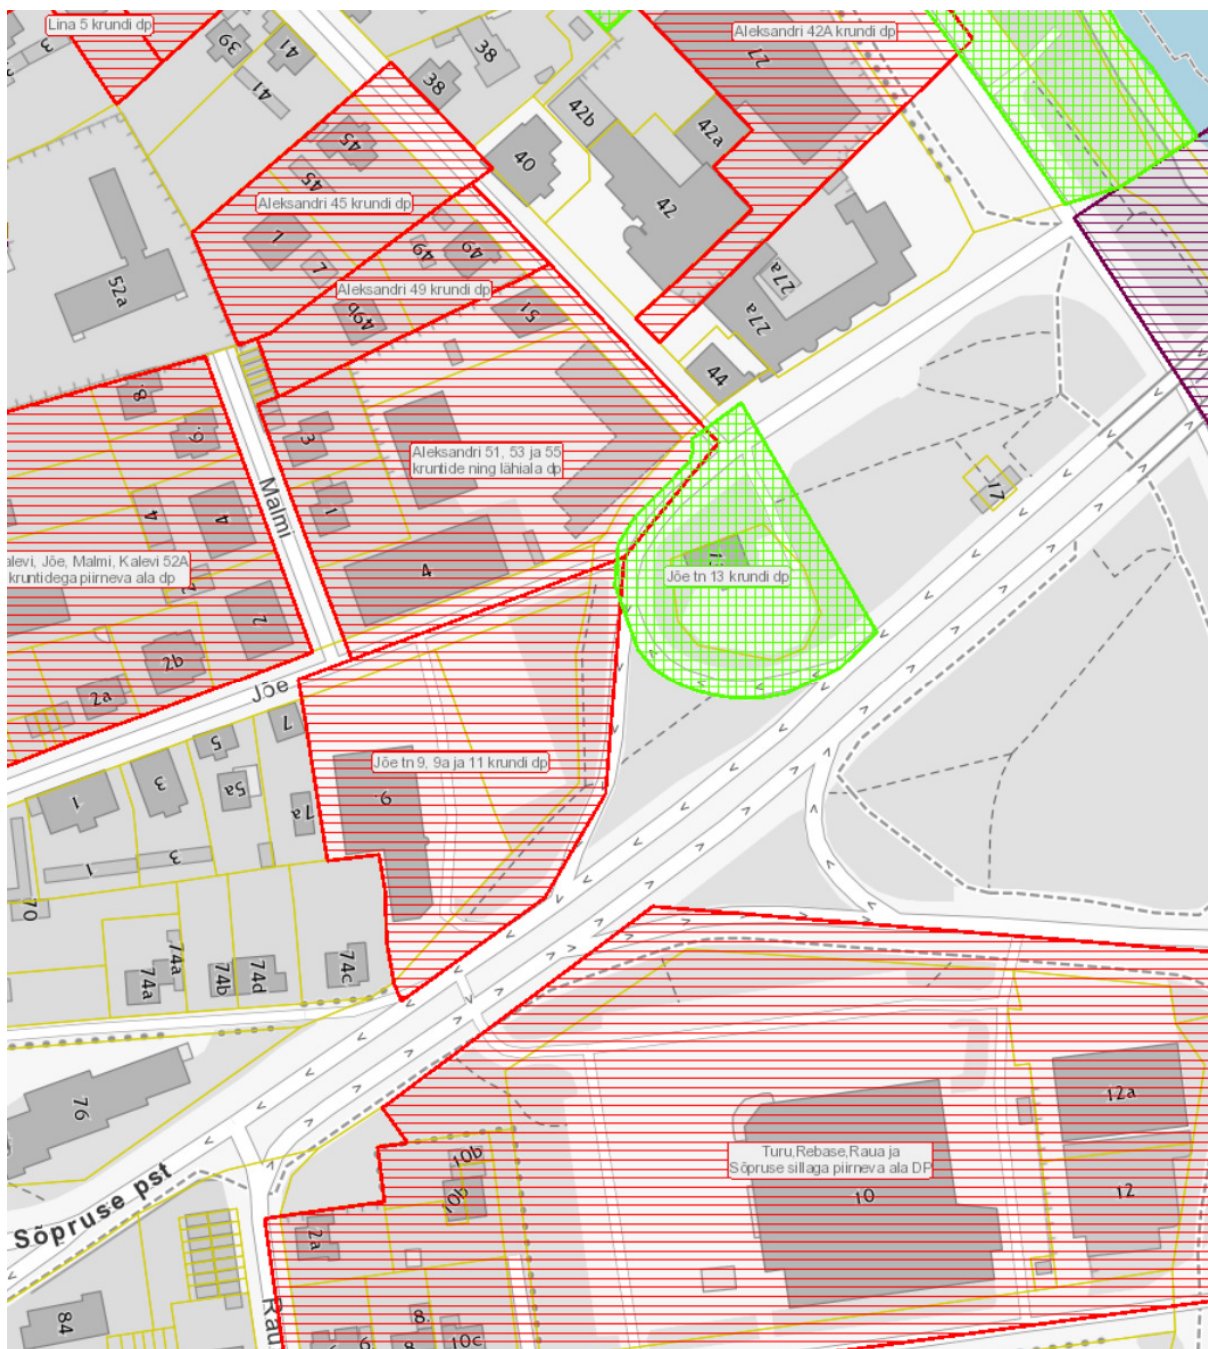 Lina 5 krundi dp
Aleksandri 42A krundi dp
3
39
41
38
38
27
41
42b
42a
45
40
45
Aleksandri 45 krundi dp
42
7
49
49
7
27a
52a
Aleksandri 49 krundi dp
49b
51
27a
44
8
6
3
Aleksandri 51, 53 ja 55
kruntide ning lähiala dp
17
Malmi
1
4
4
alevi, Jõe, Malmi, Kalevi 52A
kruntidega piirneva ala dp
4
Jõe tn 13 krundi dp
2
2b
2a
Jõe
7
5
Jõe tn 9, 9a ja 11 krundi dp
3
5a
1
9
7a
3
1
70
74a
74a
74b
74d
74c
76
12a
10b
Turu,Rebase,Raua ja
Sõpruse sillaga piirneva ala DP
10b
10
12
Sõpruse pst
2a
84
Rau
8
10c